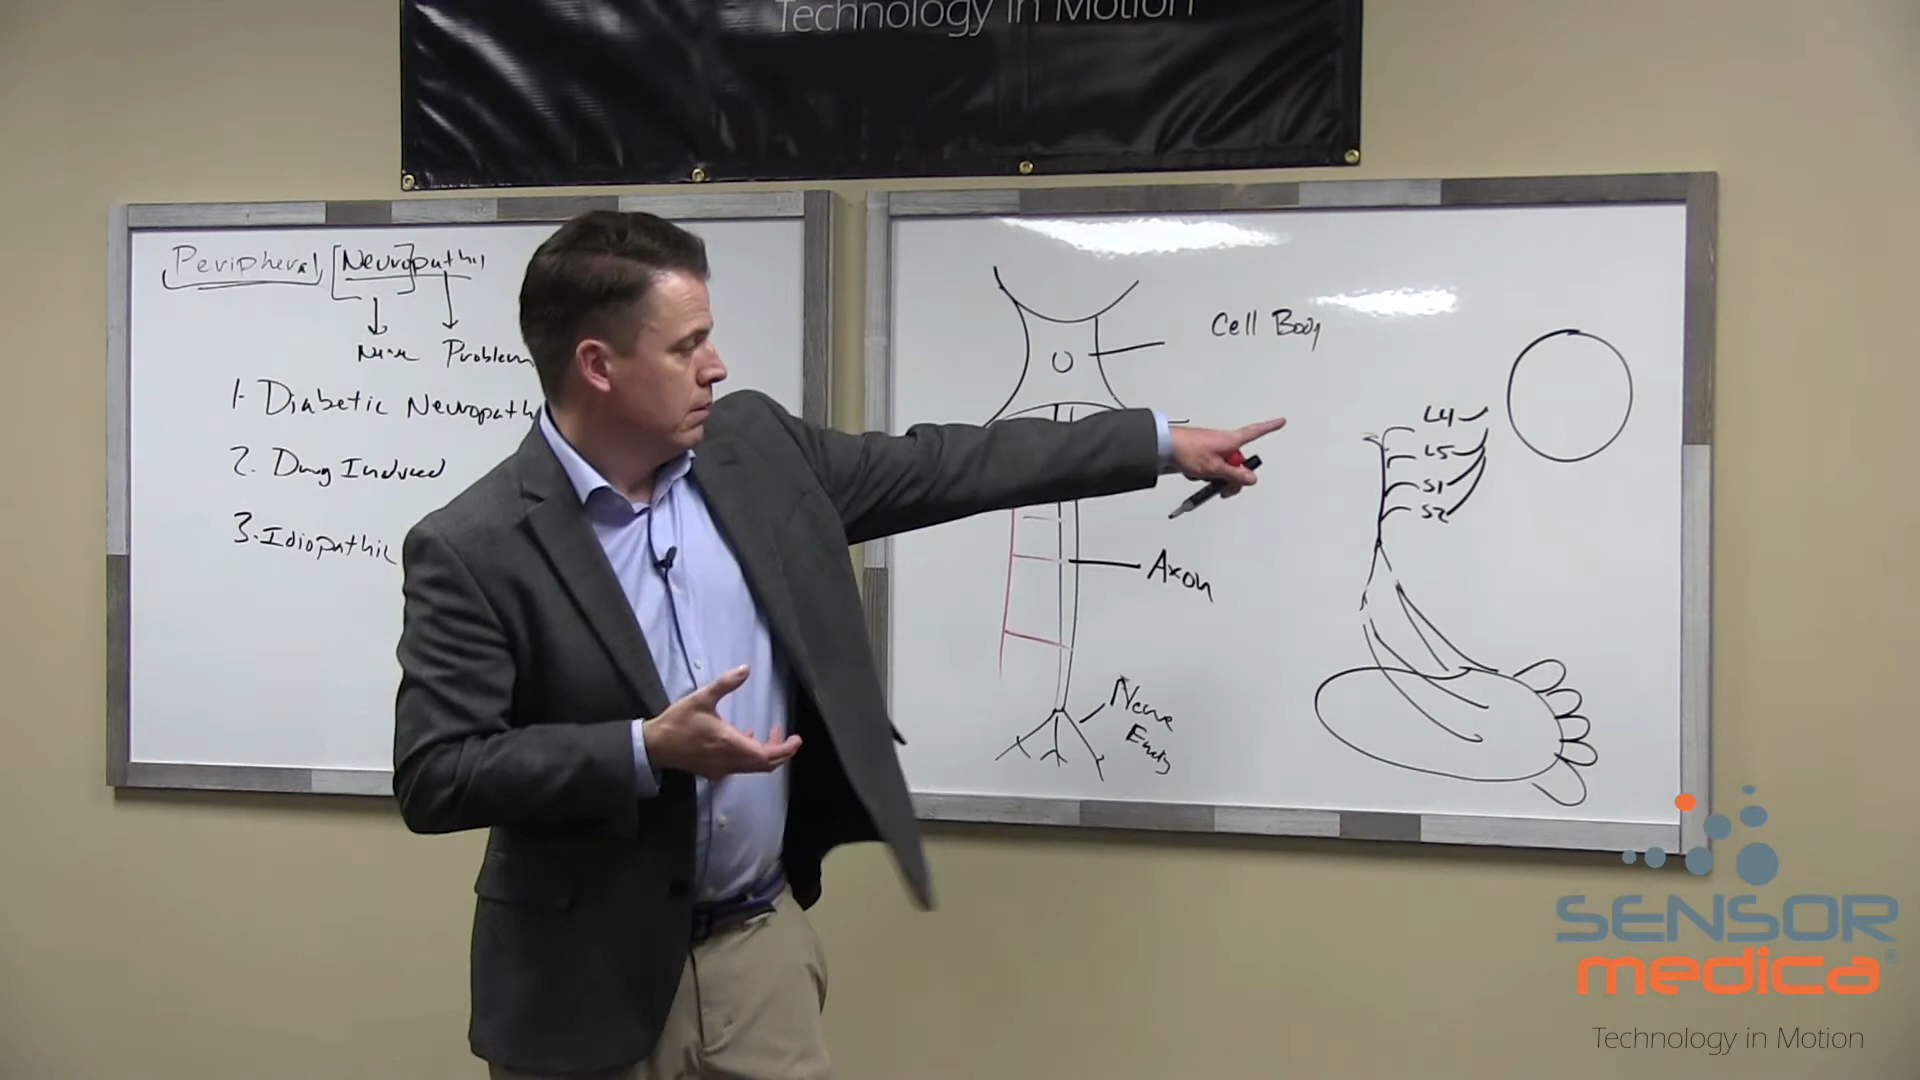 Technology in Motion
Peripheral Neuropathy
Nerve Problem
1. Diabetic Neuropath
2. Drug Induced
3. Idiopathic
Cell Body
Axon
Nerve
Ends
L4
L5
S1
S2
SENSOR
medica
Technology in Motion